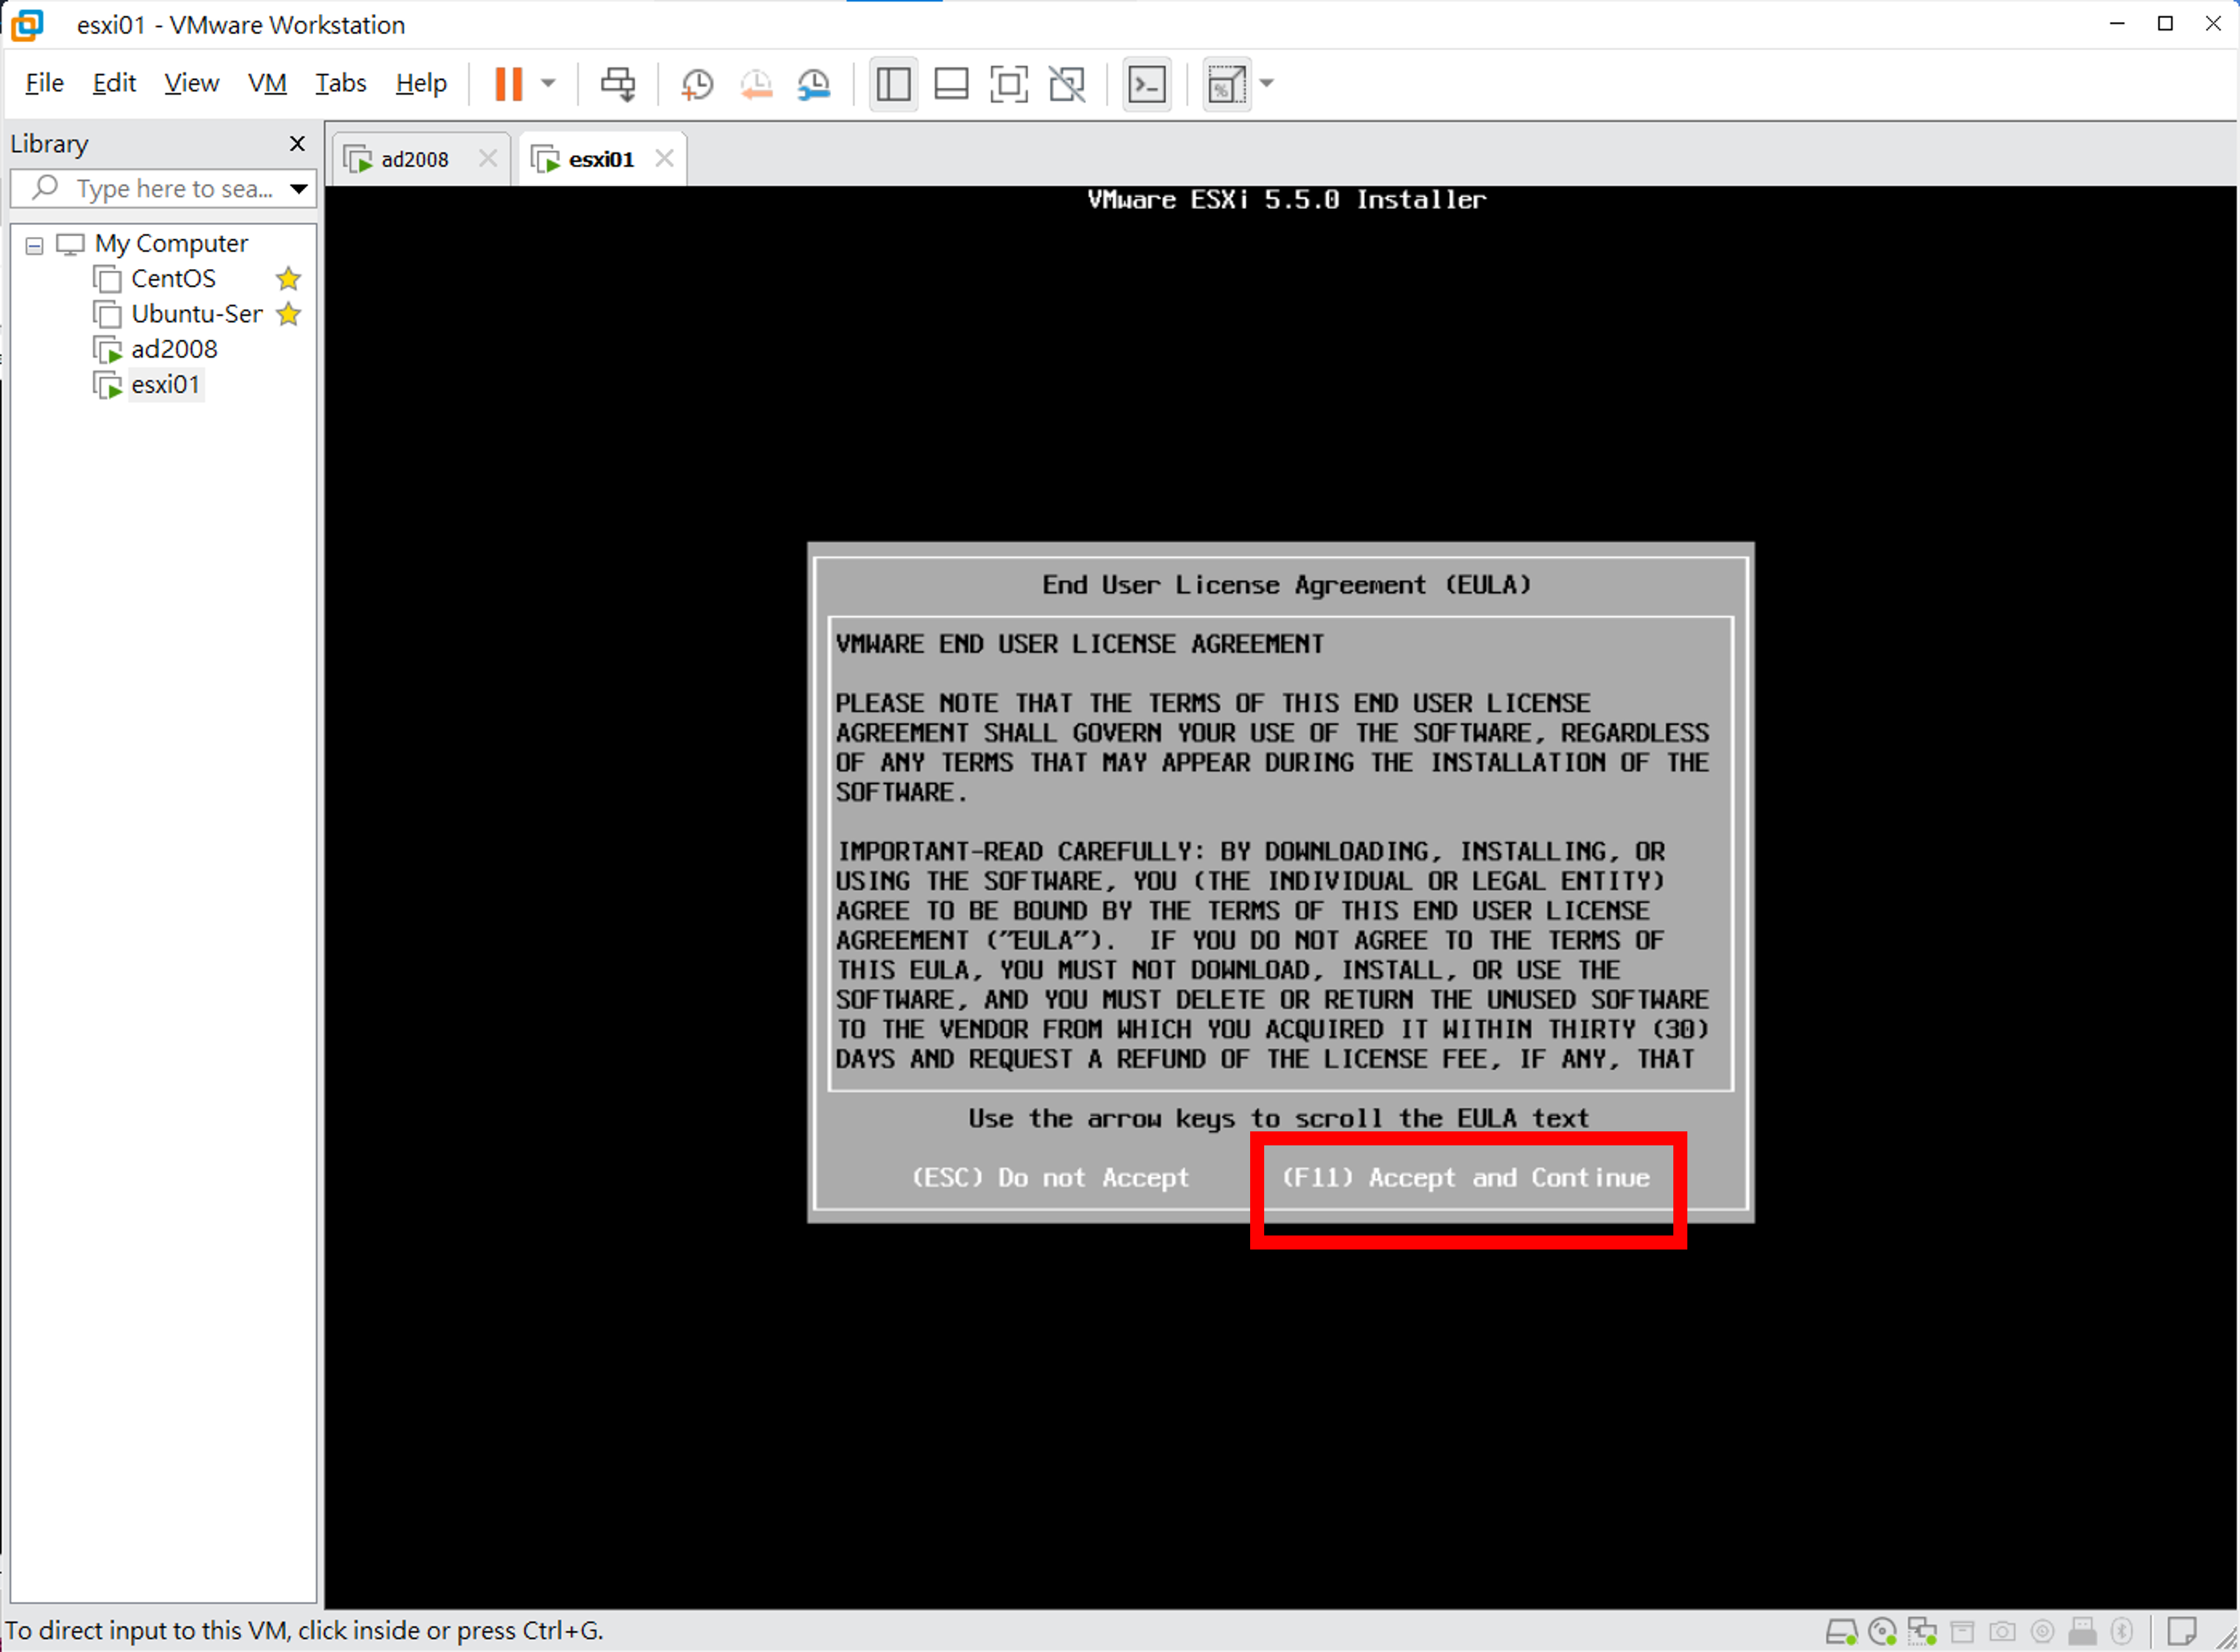 esxi01 - VMware Workstation
File Edit View VM Tabs Help
Library
Type here to sea...
My Computer
CentOS
Ubuntu-Ser
ad2008
esxi01
ad2008
esxi01
VMware ESXi 5.5.0 Installer
End User License Agreement (EULA)
VMWARE END USER LICENSE AGREEMENT
PLEASE NOTE THAT THE TERMS OF THIS END USER LICENSE
AGREEMENT SHALL GOVERN YOUR USE OF THE SOFTWARE, REGARDLESS
OF ANY TERMS THAT MAY APPEAR DURING THE INSTALLATION OF THE
SOFTWARE.
IMPORTANT-READ CAREFULLY: BY DOWNLOADING, INSTALLING, OR
USING THE SOFTWARE, YOU (THE INDIVIDUAL OR LEGAL ENTITY)
AGREE TO BE BOUND BY THE TERMS OF THIS END USER LICENSE
AGREEMENT ("EULA").  IF YOU DO NOT AGREE TO THE TERMS OF
THIS EULA, YOU MUST NOT DOWNLOAD, INSTALL, OR USE THE
SOFTWARE, AND YOU MUST DELETE OR RETURN THE UNUSED SOFTWARE
TO THE VENDOR FROM WHICH YOU ACQUIRED IT WITHIN THIRTY (30)
DAYS AND REQUEST A REFUND OF THE LICENSE FEE, IF ANY, THAT
Use the arrow keys to scroll the EULA text
(ESC) Do not Accept (F11) Accept and Continue
To direct input to this VM, click inside or press Ctrl+G.